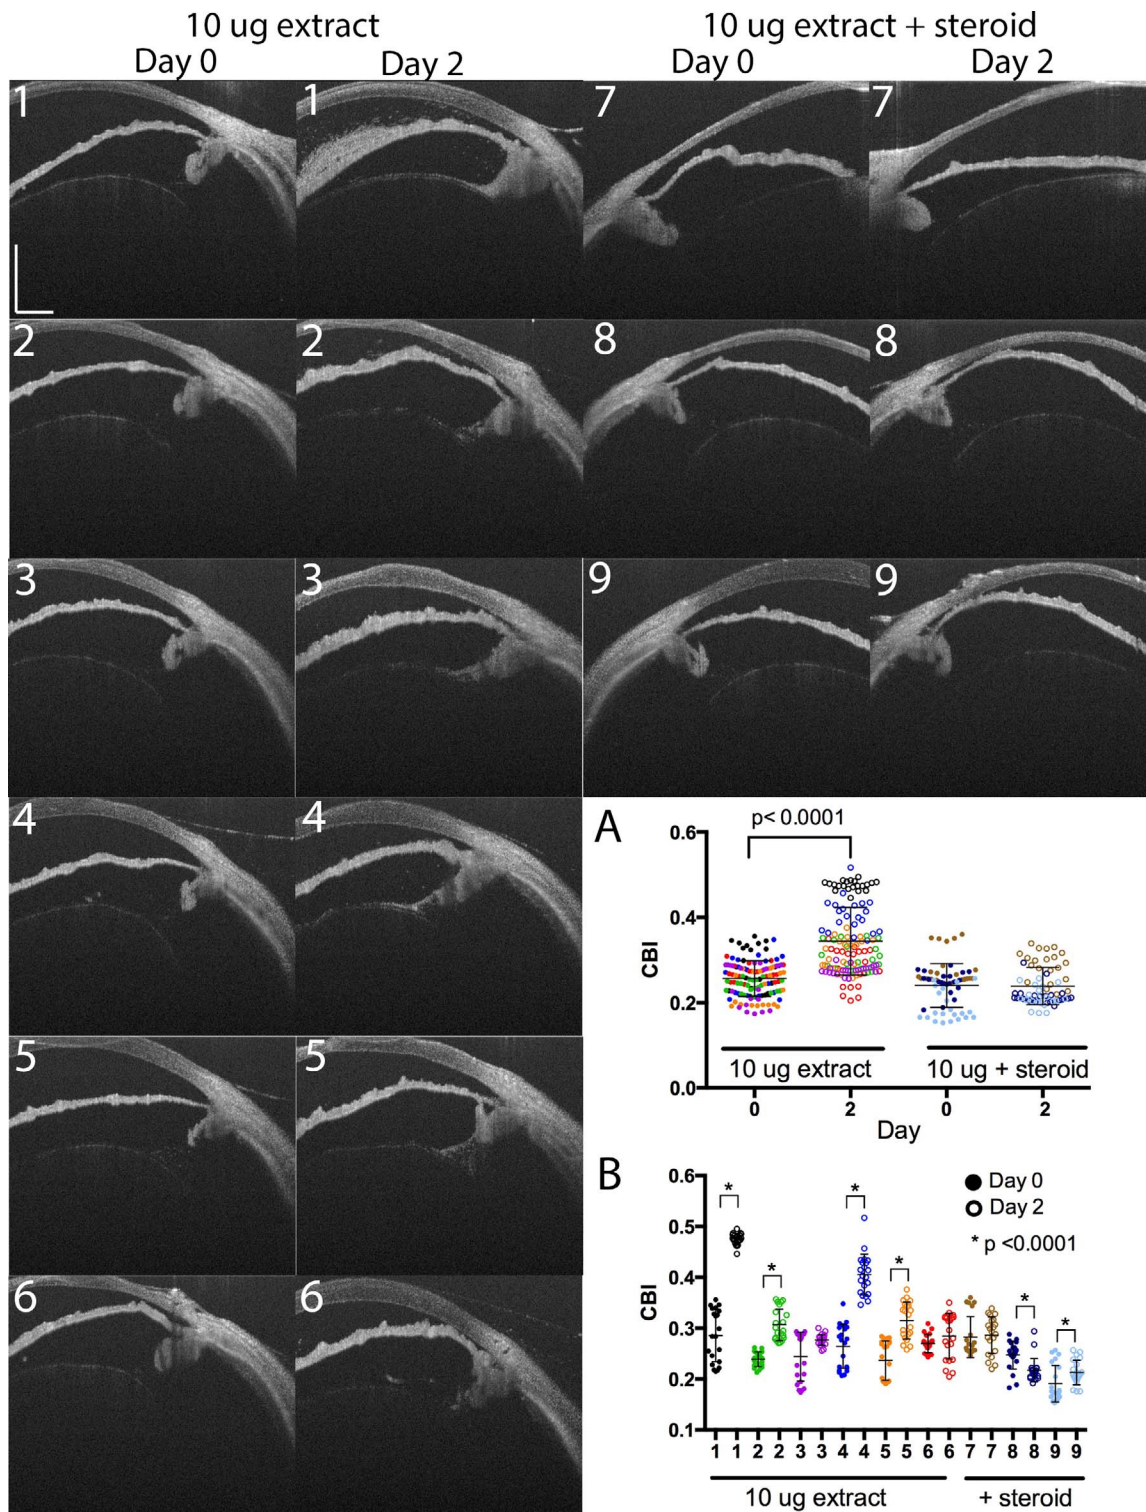 10 ug extract
10 ug extract + steroid
Day 0
Day 2
Day 0
Day 2
1
1
7
7
2
2
8
8
3
3
9
9
4
4
5
5
6
6
A
p< 0.0001
0.6
0.4
0.2
0.0
CBI
10 ug extract
10 ug + steroid
0 2 0 2
Day
B
Day 0
Day 2
* p <0.0001
0.6
0.5
0.4
0.3
0.2
0.1
CBI
* * * * * *
1 1 2 2 3 3 4 4 5 5 6 6 7 7 8 8 9 9
10 ug extract
+ steroid